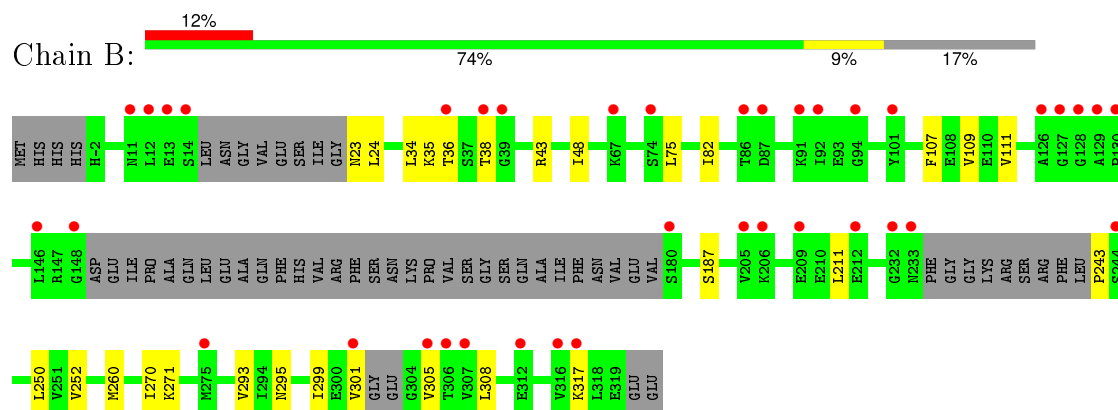 Chain B:
12%
74% 9% 17%
MET HIS HIS HIS H-2 N11 L12 E13 S14 LEU ASN GLY VAL GLU SER ILE GLY N23 L24 L34 K35 T36 S37 T38 G39 R43 I48 K67 S74 L75 I82 T86 D87 K91 I92 E93 G94 Y101 F107 E108 V109 E110 V111 A126 G127 G128 A129
L146 R147 G148 ASP GLU ILE PRO ALA GLN LEU GLU ALA GLN PHE HIS VAL ARG PHE SER ASN LYS PRO VAL SER GLY SER GLN ALA ILE PHE ASN VAL GLU VAL S180 S187 V205 K206 E209 E210 L211 E212 G232 N233 PHE GLY GLY LYS ARG SER ARG PHE LEU P243 S244
L250 V251 V252 M260 I270 K271 M275 V293 I294 N295 I299 E300 V301 GLY GLU G304 V305 T306 V307 L308 E312 V316 K317 L318 E319 GLU GLU